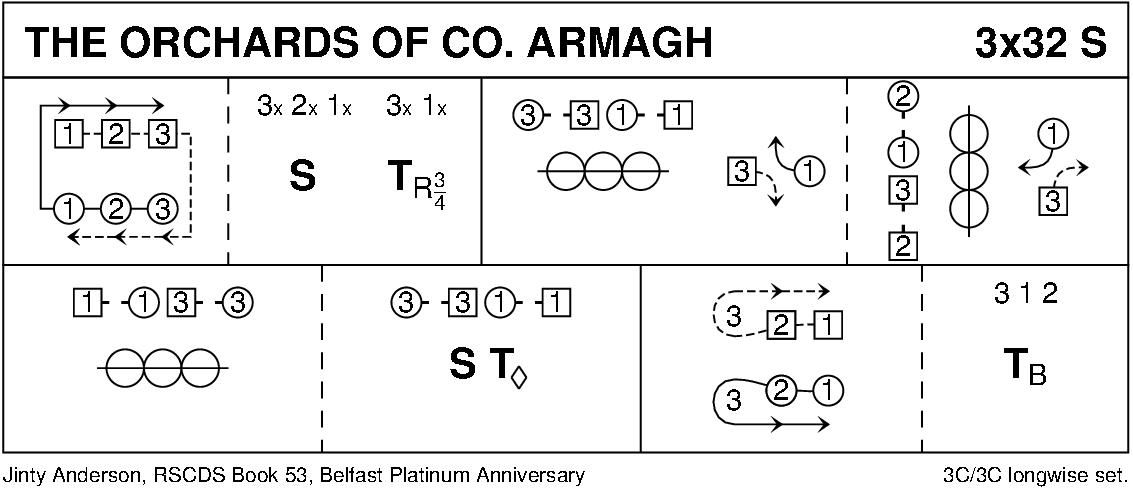 THE ORCHARDS OF CO. ARMAGH 3x32 S
3x 2x 1x 3x 1x
S T R 3/4
1 2 3
1 2 3
3 3 1 1
3 1
2
1
3
2
1
3
1 1 3 3
3 3 1 1
S T
3 2 1
3 2 1
3 1 2
T B
Jinty Anderson, RSCDS Book 53, Belfast Platinum Anniversary 3C/3C longwise set.